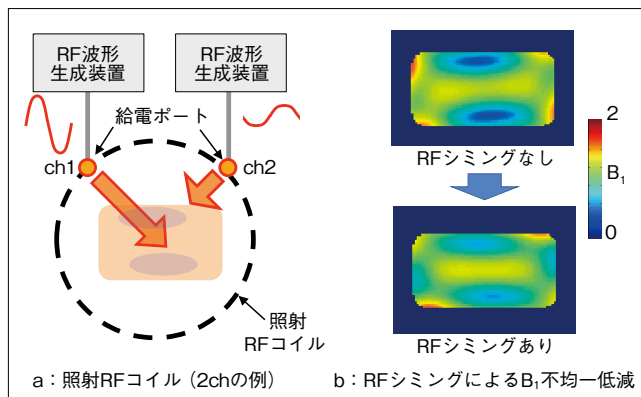 RF波形
生成装置
RF波形
生成装置
給電ポート
ch1
ch2
照射
RFコイル
a：照射RFコイル（2chの例）
RFシミングなし
2
B₁
0
RFシミングあり
b：RFシミングによるB₁不均一低減